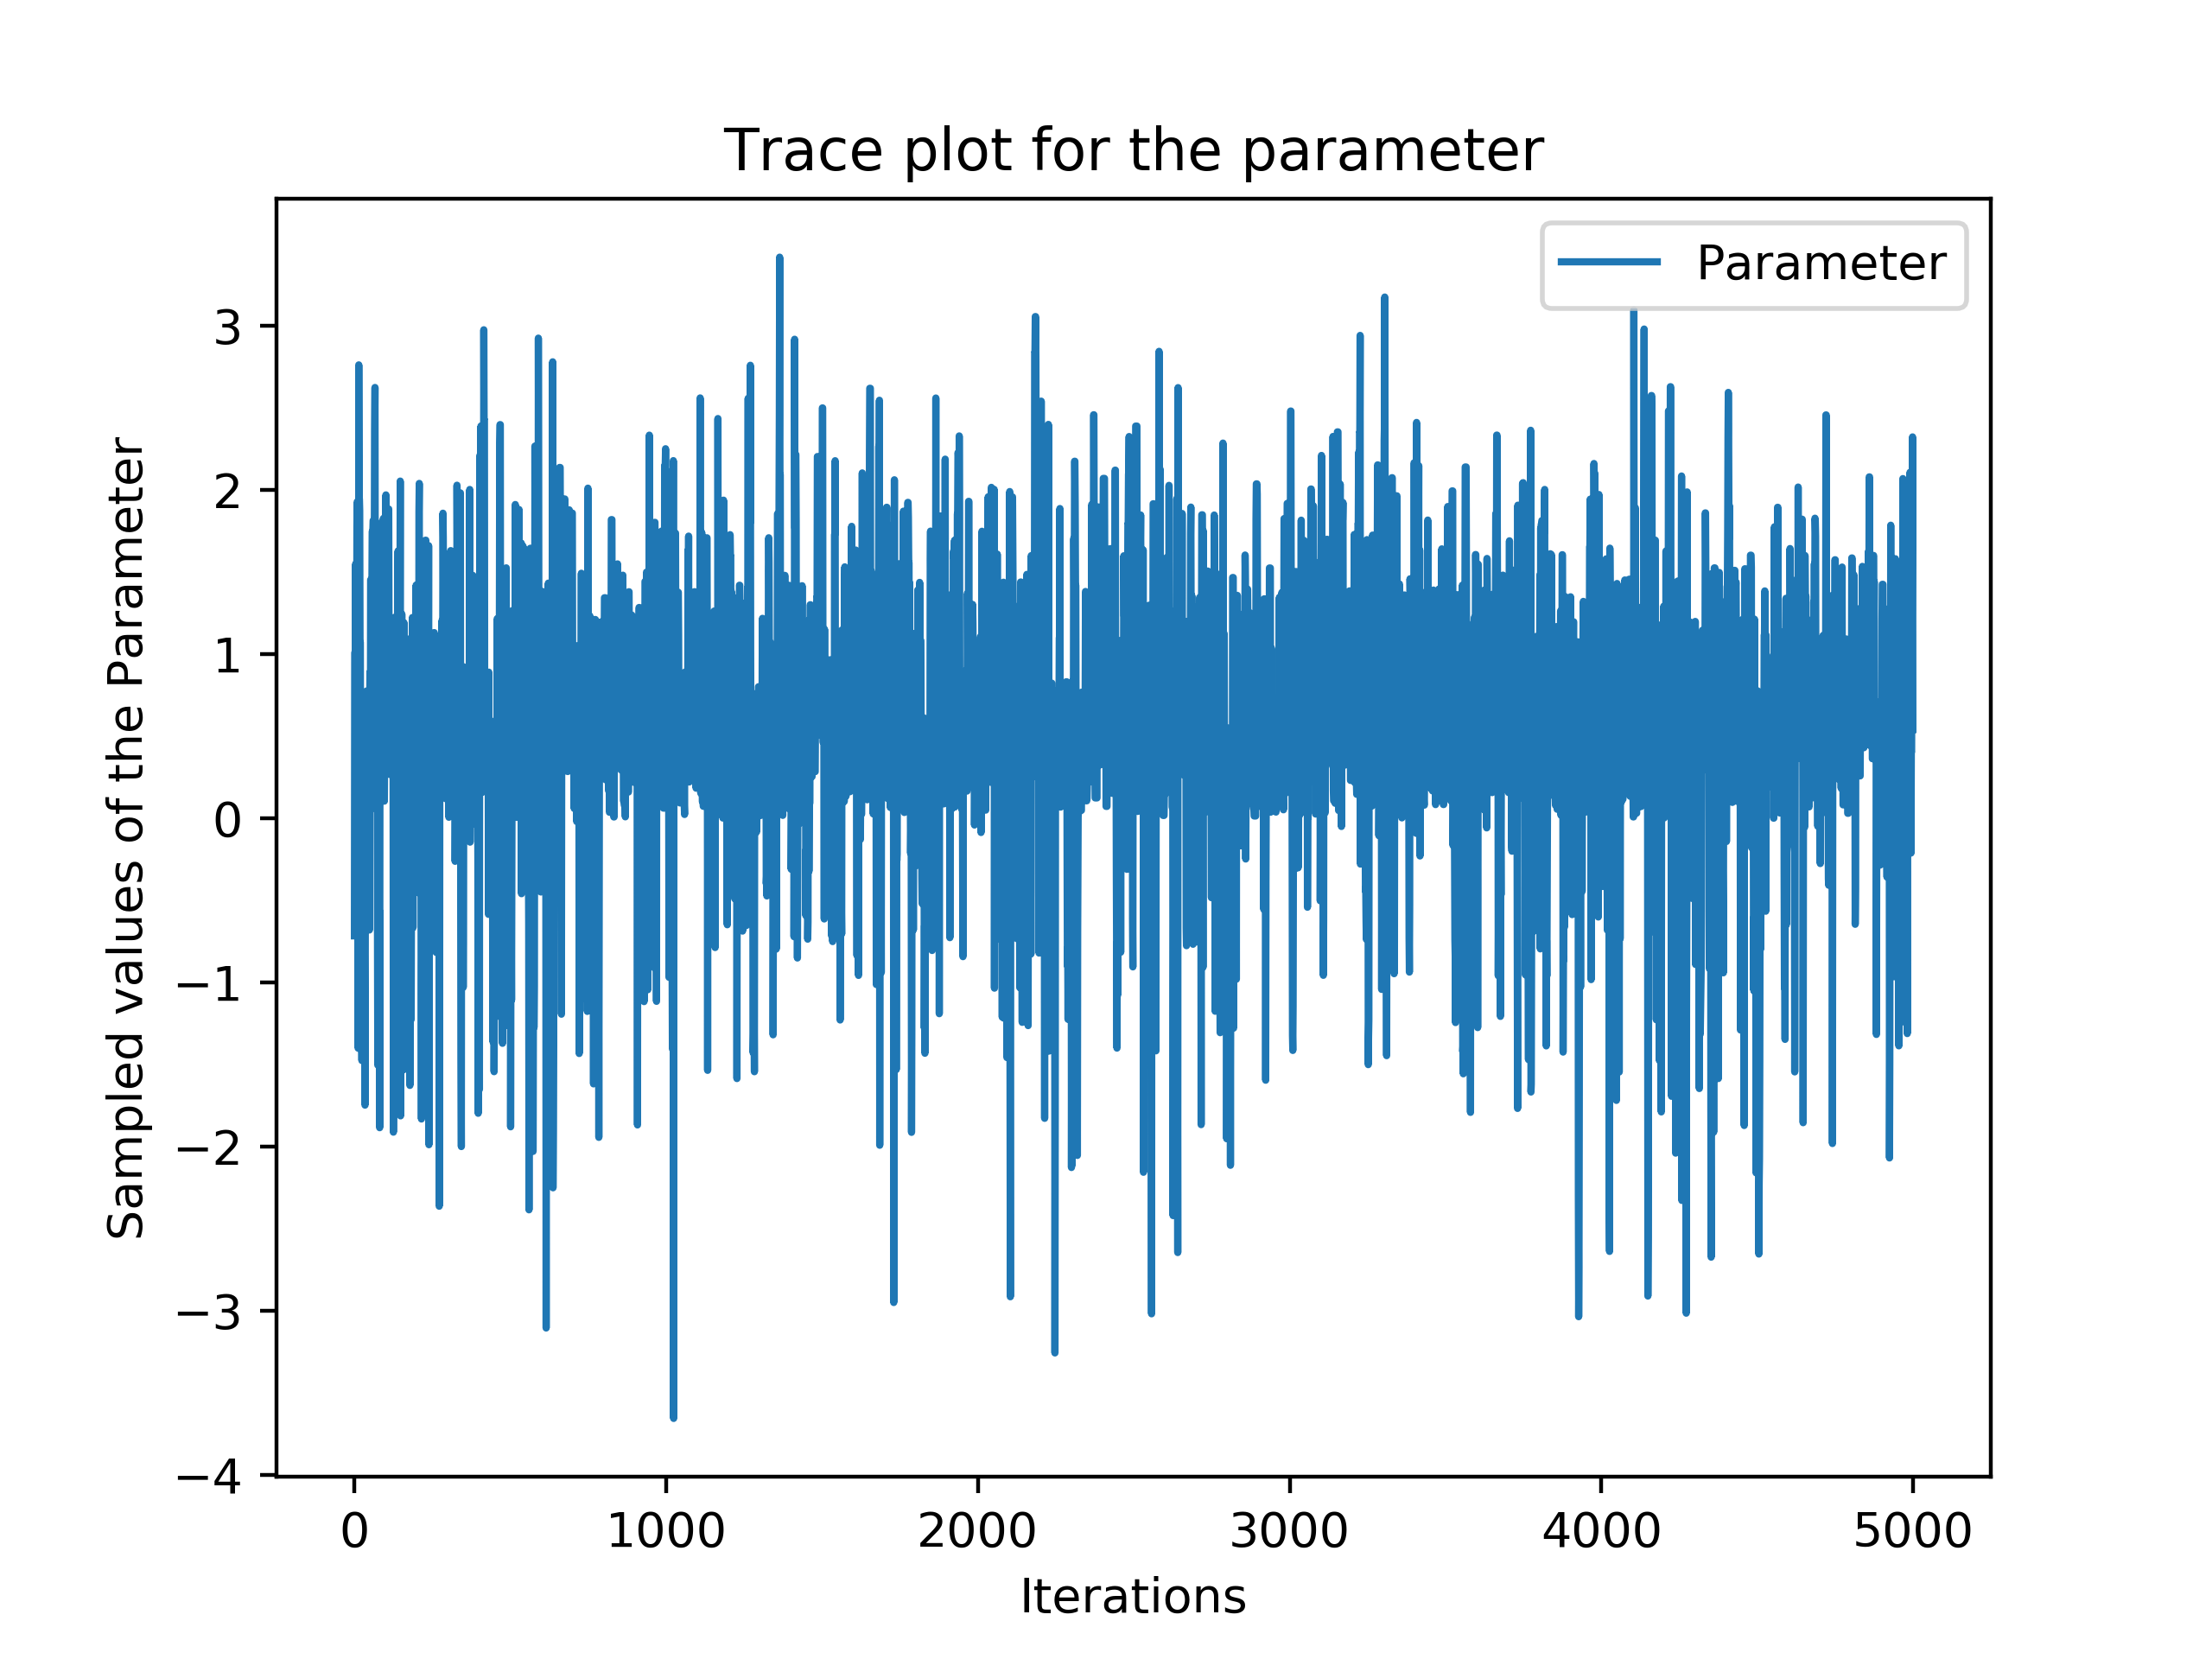 Trace plot for the parameter
Parameter
Sampled values of the Parameter
3
2
1
0
−1
−2
−3
−4
0 1000 2000 3000 4000 5000
Iterations